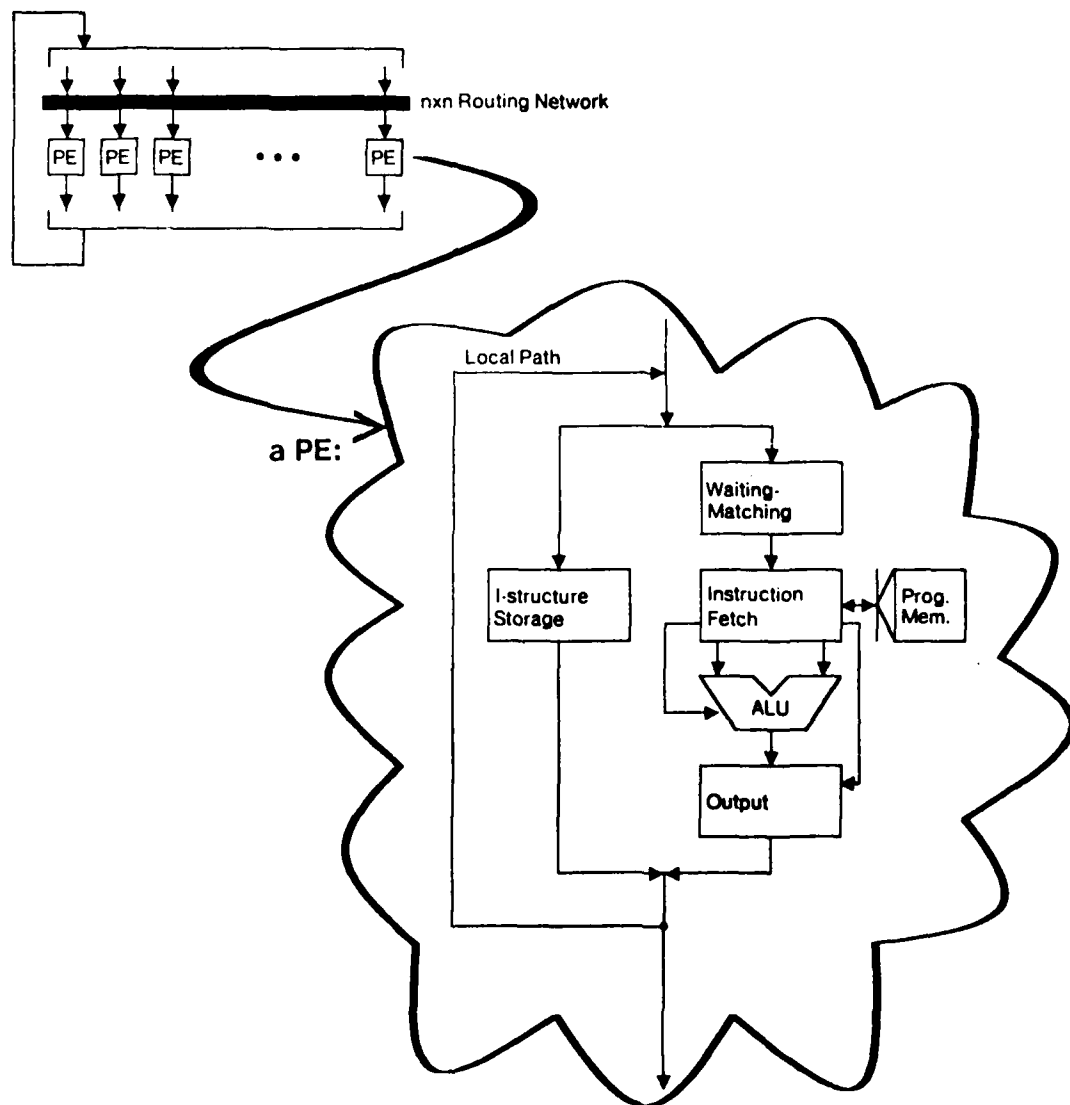 nxn Routing Network
PE
PE
PE
• • •
PE
Local Path
a PE:
Waiting-
Matching
I-structure
Storage
Instruction
Fetch
Prog.
Mem.
ALU
Output